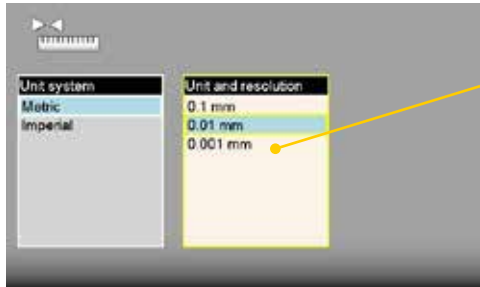 Unit system
Metric
Imperial
Unit and resolution
0.1 mm
0.01 mm
0.001 mm